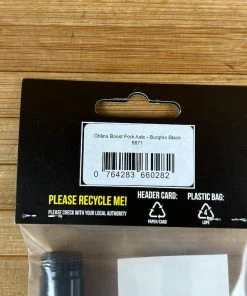 Ohlins Boost Fork Axle - Burgtec Black
9871
0 764283 660282
PLEASE RECYCLE ME!
PLEASE CHECK WITH YOUR LOCAL AUTHORITY
HEADER CARD:
PAPER/CARD
PLASTIC BAG:
4
LDPE